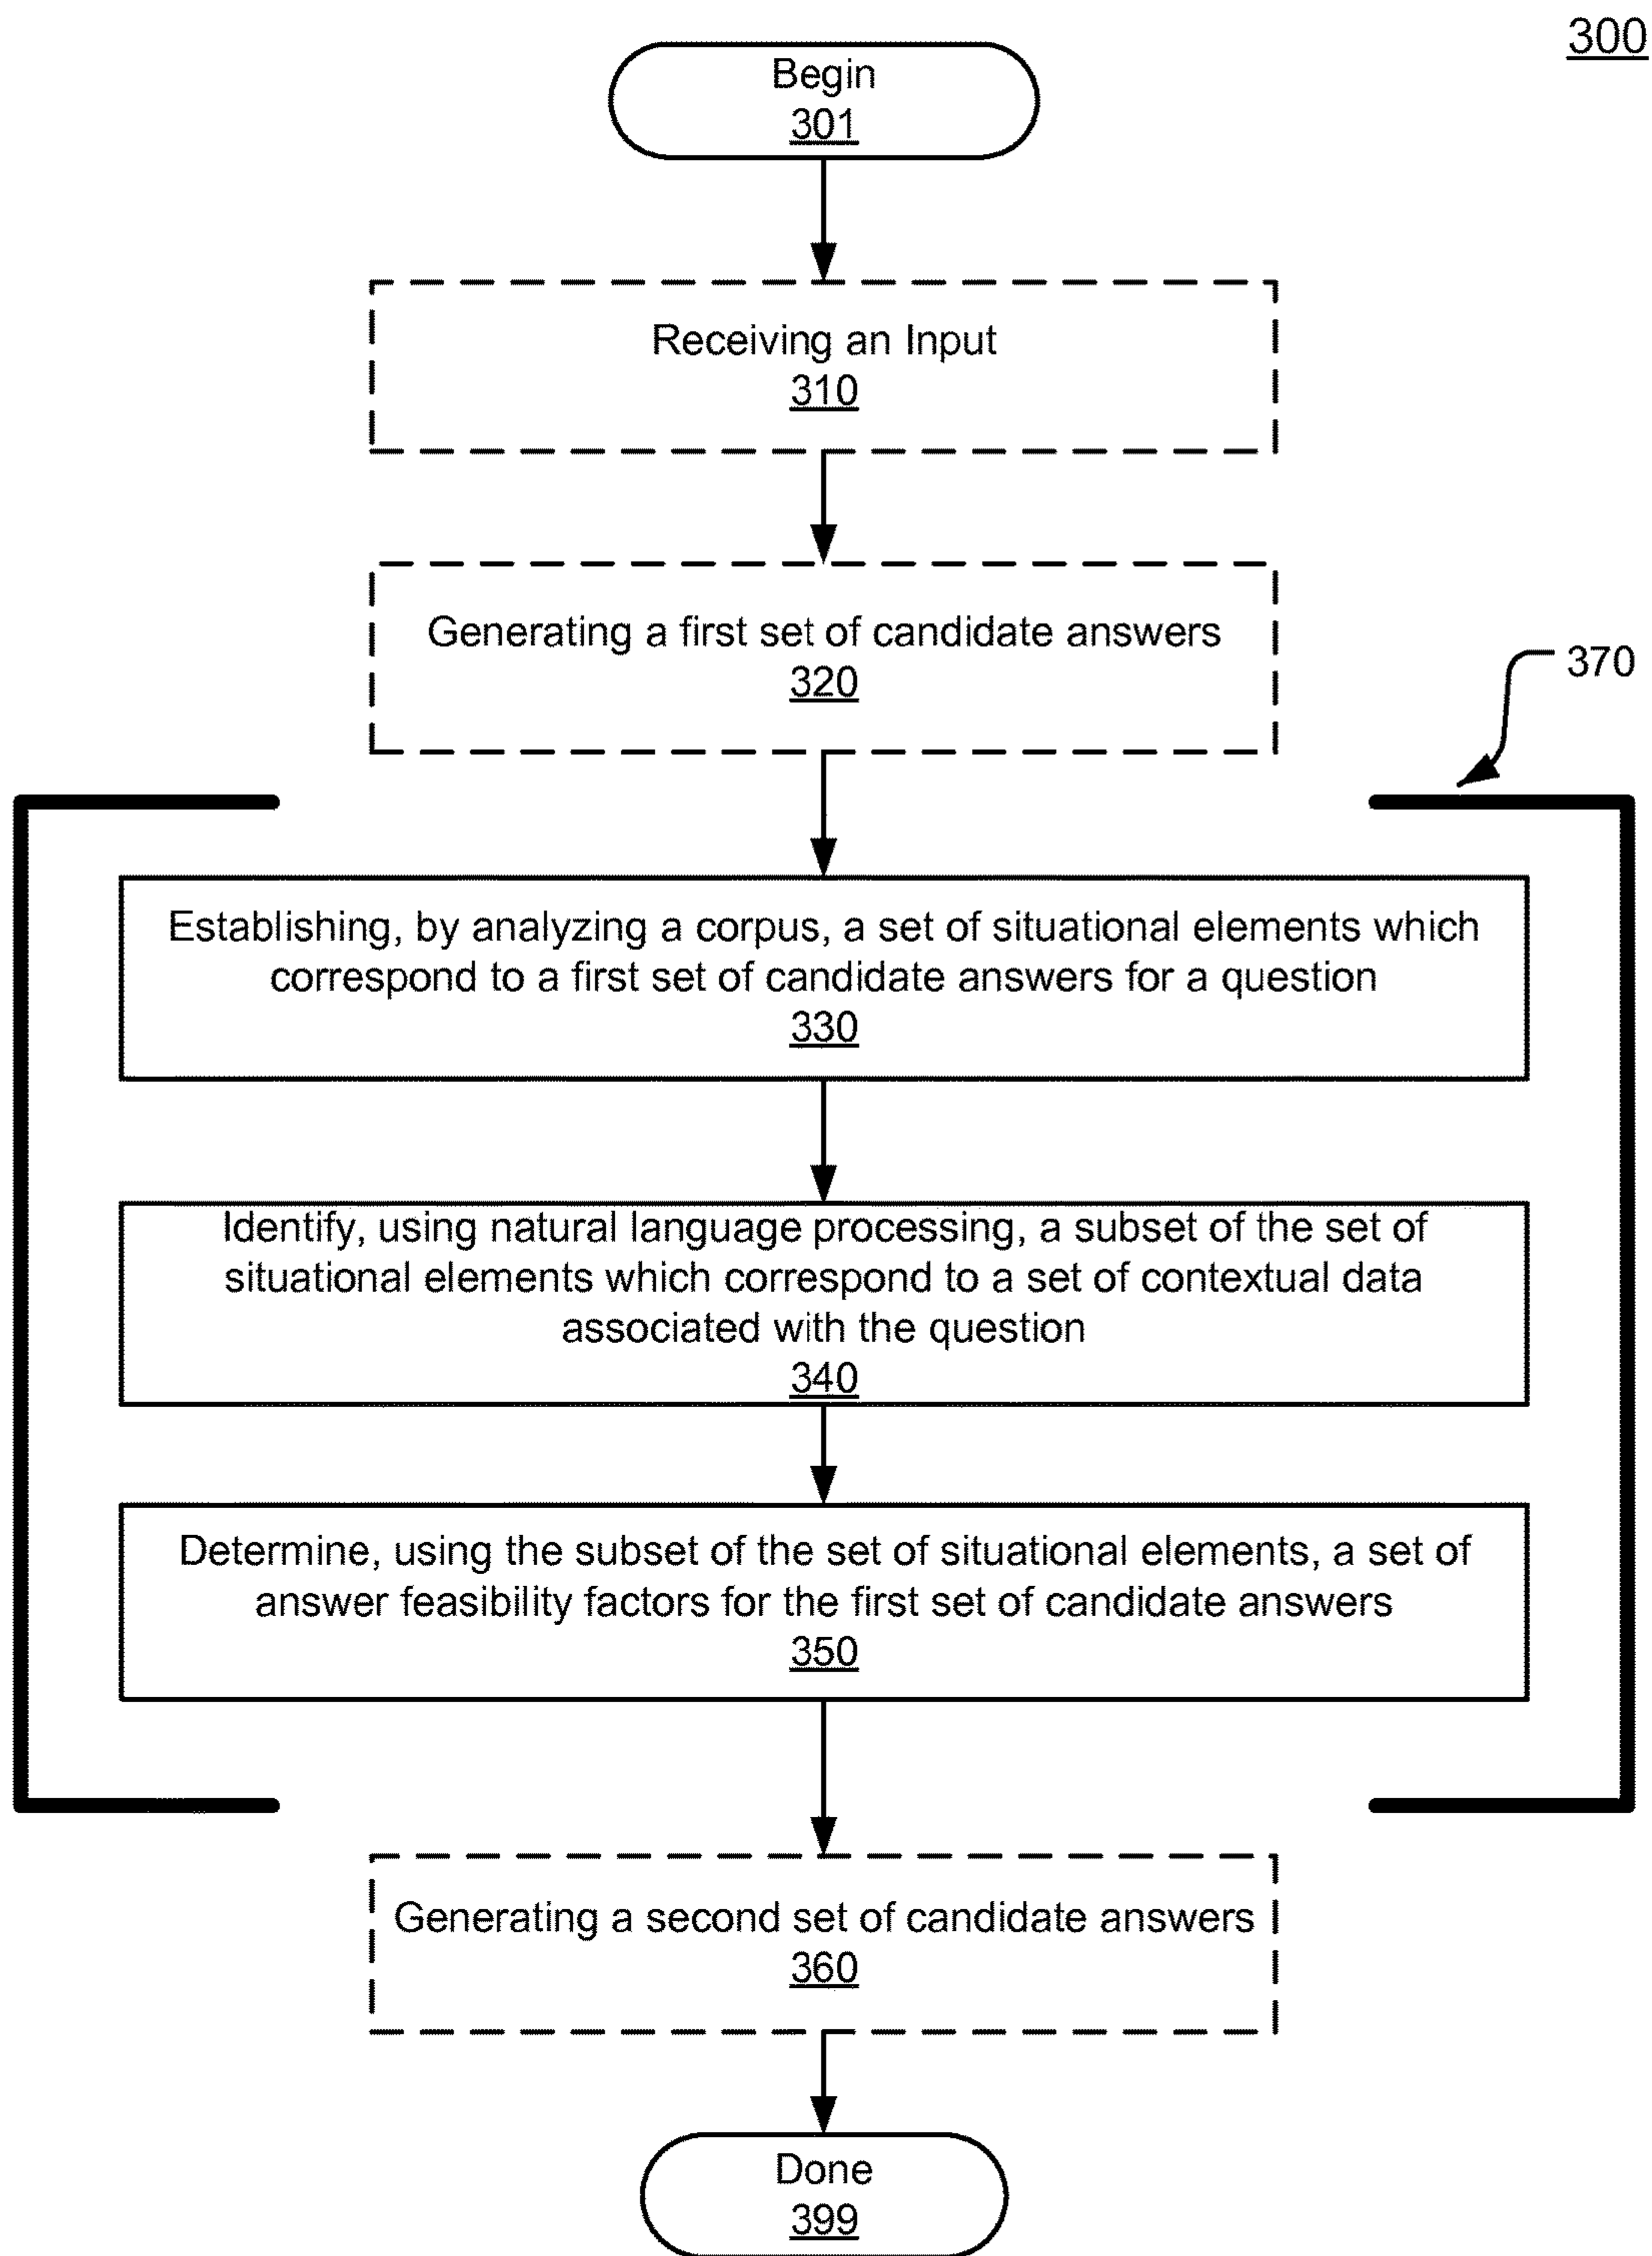 300
Begin
301
Receiving an Input
310
Generating a first set of candidate answers
320
370
Establishing, by analyzing a corpus, a set of situational elements which
correspond to a first set of candidate answers for a question
330
Identify, using natural language processing, a subset of the set of
situational elements which correspond to a set of contextual data
associated with the question
340
Determine, using the subset of the set of situational elements, a set of
answer feasibility factors for the first set of candidate answers
350
Generating a second set of candidate answers
360
Done
399